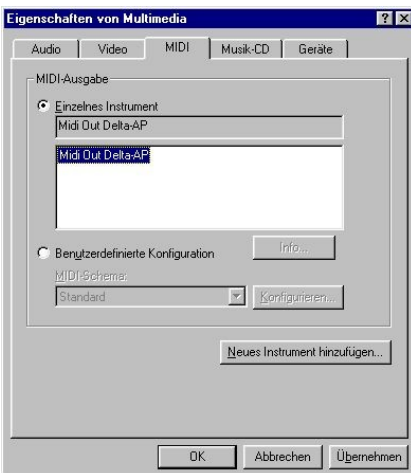 Eigenschaften von Multimedia
Audio Video MIDI Musik-CD Geräte
MIDI-Ausgabe
Einzelnes Instrument
Midi Out Delta-AP
Midi Out Delta-AP
Benutzerdefinierte Konfiguration
Info...
MIDI-Schema:
Standard
Konfigurieren...
Neues Instrument hinzufügen...
OK Abbrechen Übernehmen